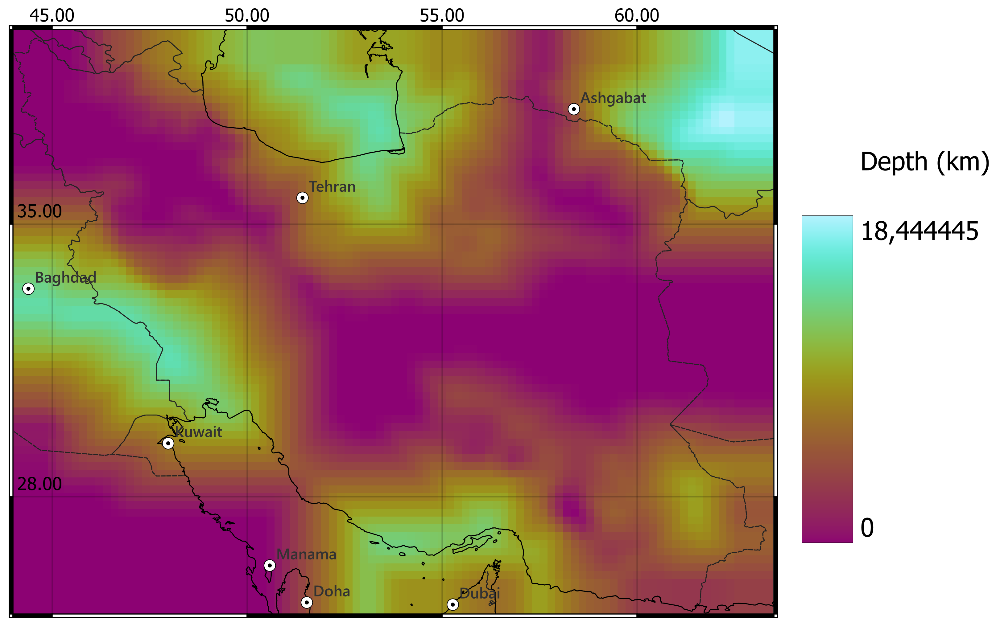 45.00 50.00 55.00 60.00
Ashgabat
Depth (km)
Tehran
35.00
18,444445
Baghdad
Kuwait
28.00
0
Manama
Doha
Dubai